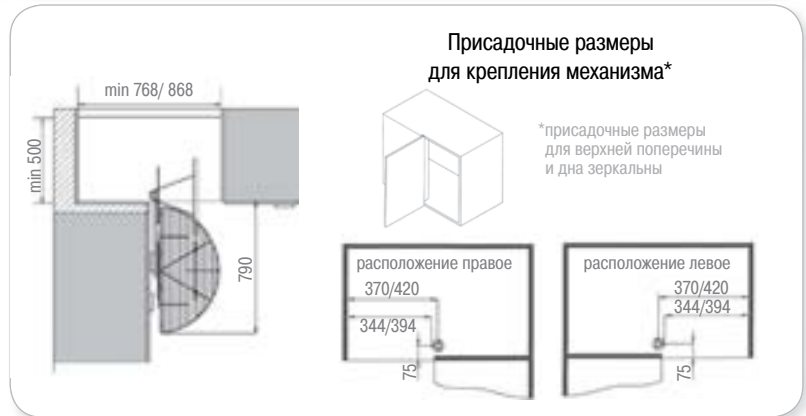 Присадочные размеры
для крепления механизма*
min 768/ 868
min 500
790
*присадочные размеры
для верхней поперечины
и дна зеркальны
расположение правое
370/420
344/394
75
расположение левое
370/420
344/394
75